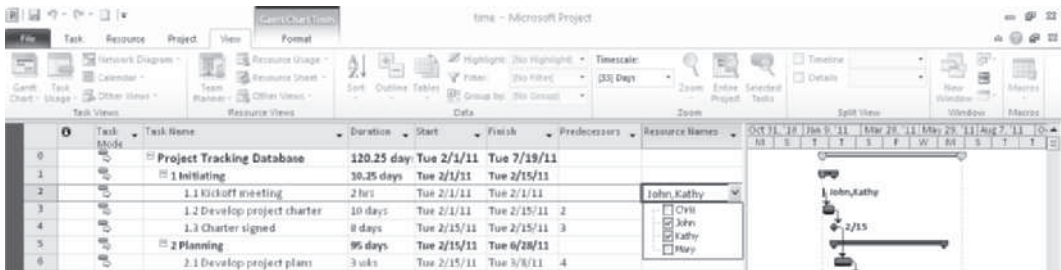 Gantt Chart Tools
time - Microsoft Project
File Task Resource Project View Format
Network Diagram
Calendar
Other Views
Gantt Chart
Task Usage
Task Views
Team Planner
Resource Usage
Resource Sheet
Other Views
Resource Views
Sort
Outline
Tables
Highlight: [No Highlight]
Filter: [No Filter]
Group by: [No Group]
Data
Timescale:
[33] Days
Zoom
Entire Project
Selected Tasks
Zoom
Timeline
Details
Split View
New Window
Window
Macros
Macros
Task Mode Task Name Duration Start Finish Predecessors Resource Names
Oct 31, '10 Jan 9, '11 Mar 20, '11 May 29, '11 Aug 7, '11
M S T T S F W M S T T
0 Project Tracking Database 120.25 day Tue 2/1/11 Tue 7/19/11
1 1 Initiating 10.25 days Tue 2/1/11 Tue 2/15/11
2 1.1 Kickoff meeting 2 hrs Tue 2/1/11 Tue 2/1/11 John,Kathy
John,Kathy
3 1.2 Develop project charter 10 days Tue 2/1/11 Tue 2/15/11 2
4 1.3 Charter signed 0 days Tue 2/15/11 Tue 2/15/11 3
2/15
5 2 Planning 95 days Tue 2/15/11 Tue 6/28/11
6 2.1 Develop project plans 3 wks Tue 2/15/11 Tue 3/8/11 4
Chris
John
Kathy
Mary